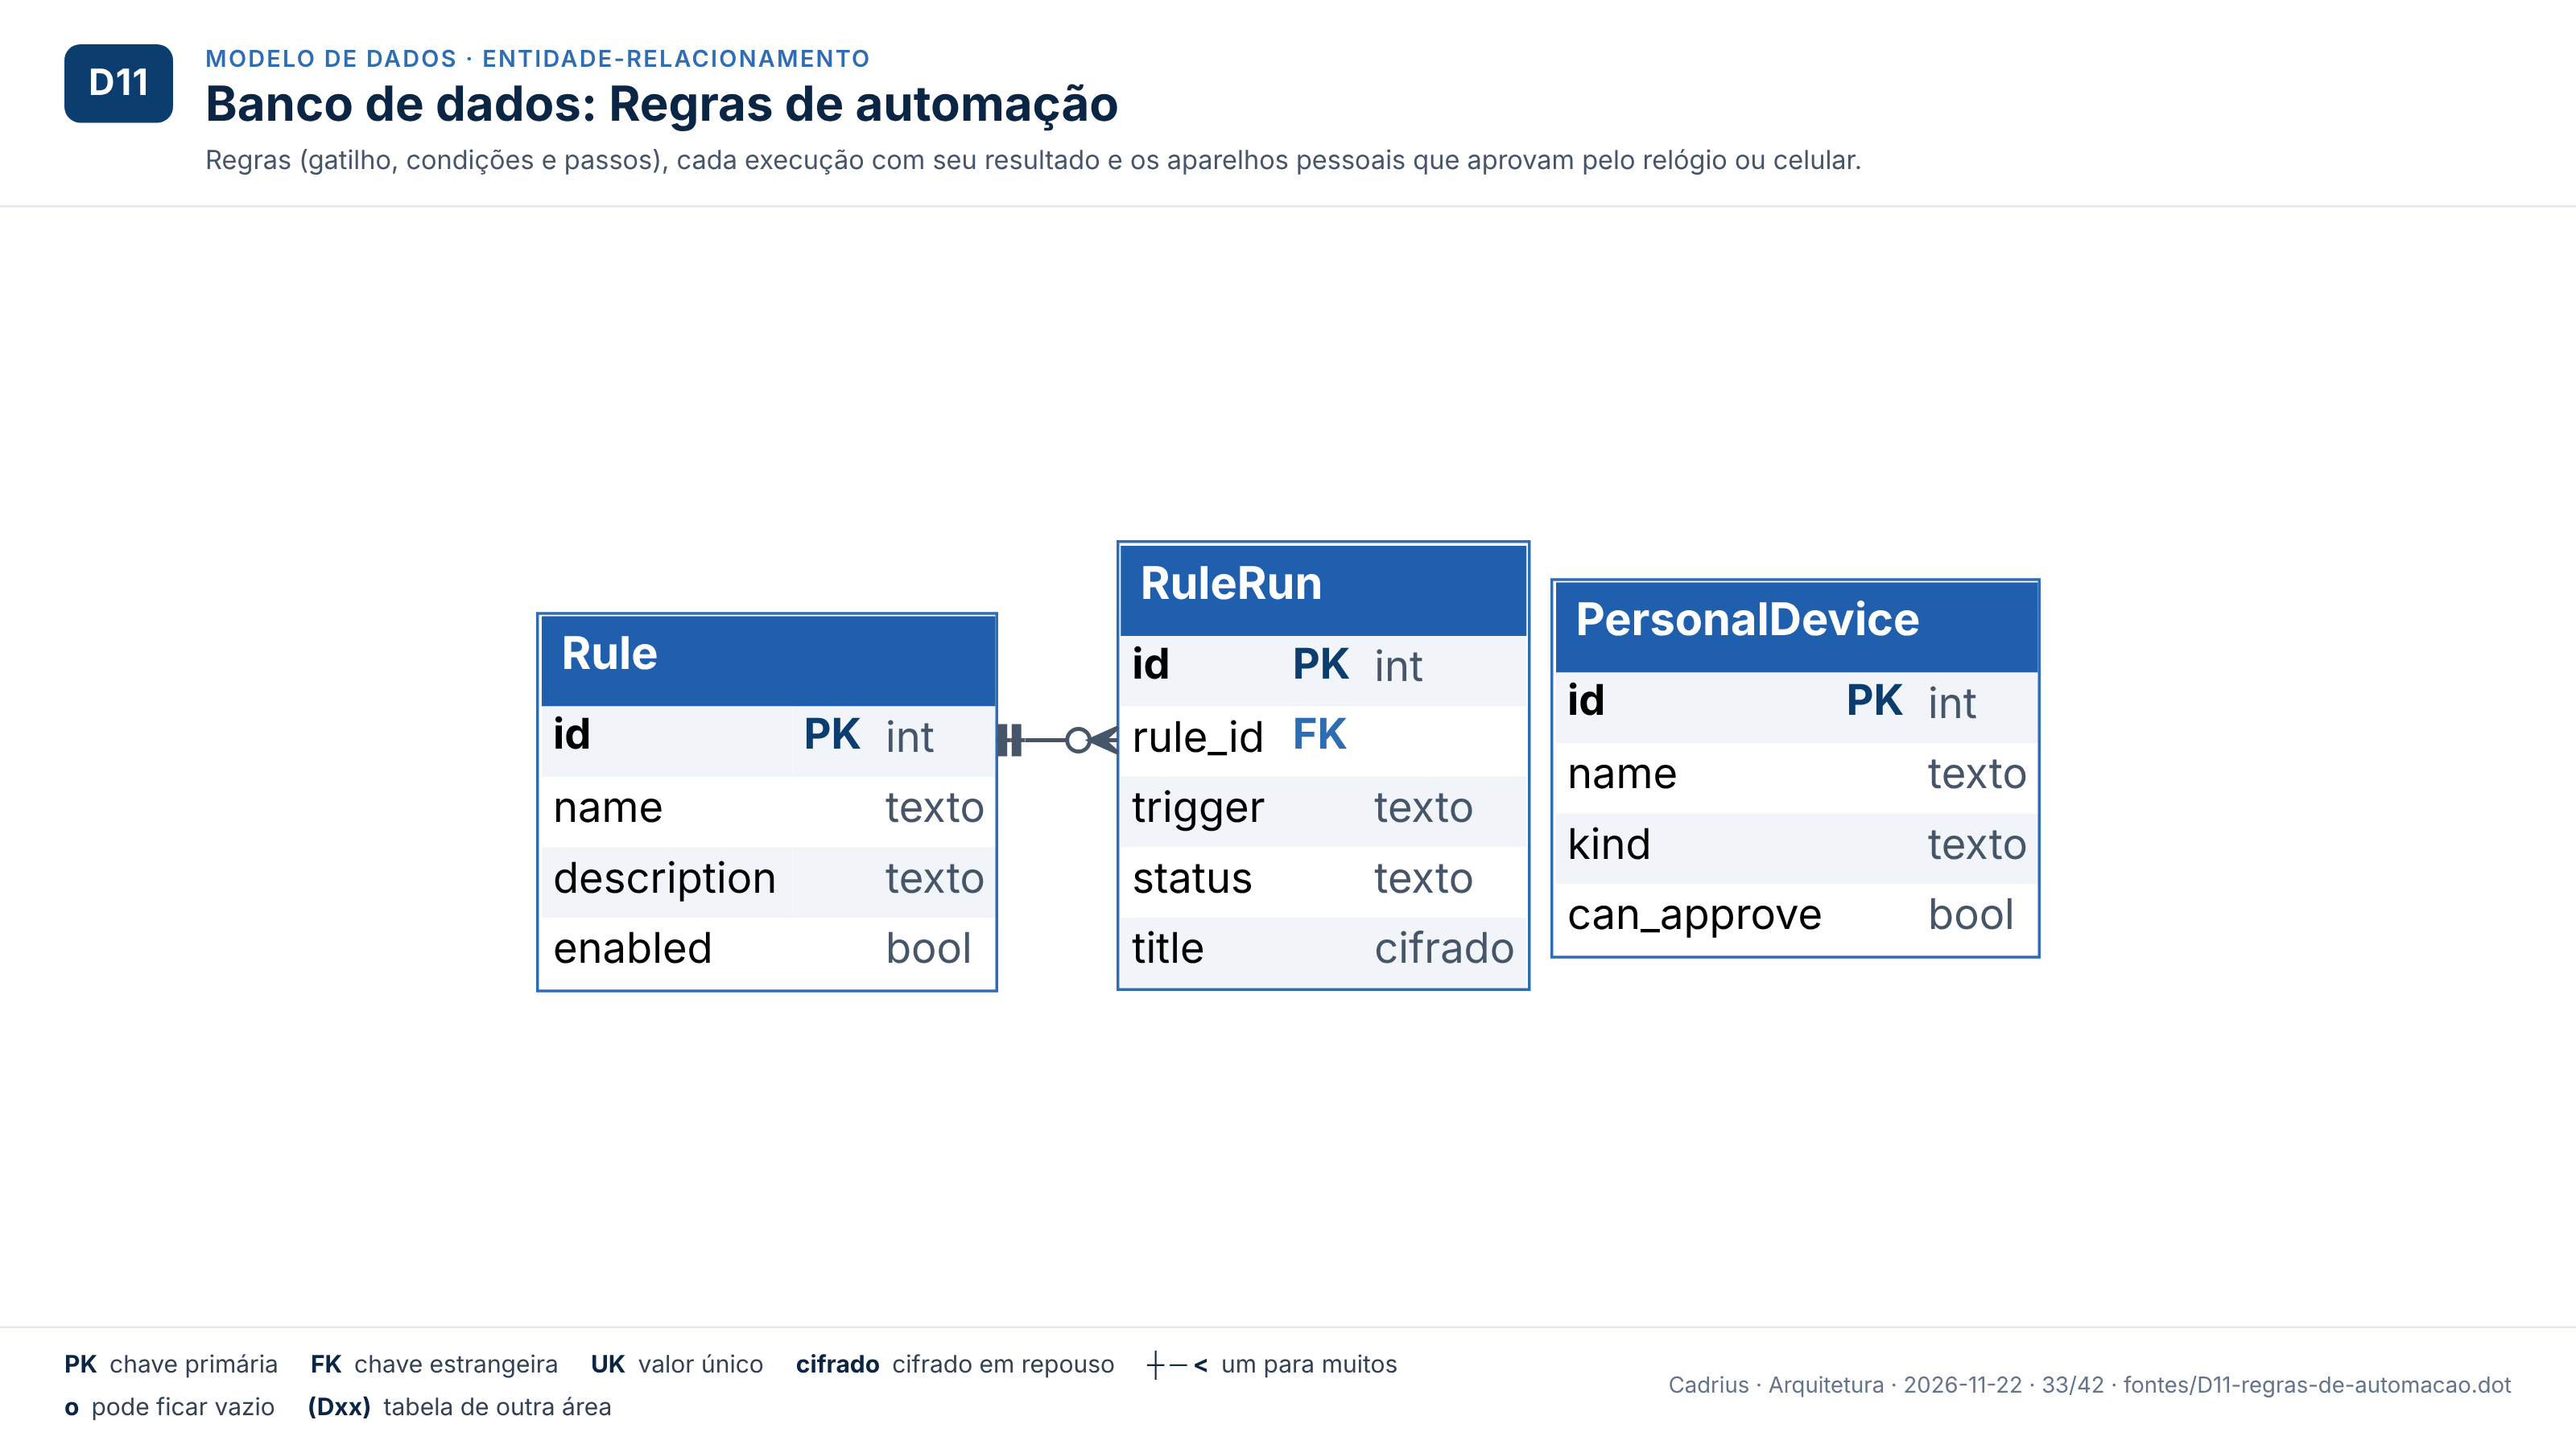 D11
MODELO DE DADOS · ENTIDADE-RELACIONAMENTO
Banco de dados: Regras de automação
Regras (gatilho, condições e passos), cada execução com seu resultado e os aparelhos pessoais que aprovam pelo relógio ou celular.
Rule
id PK int
name texto
description texto
enabled bool
RuleRun
id PK int
rule_id FK
trigger texto
status texto
title cifrado
PersonalDevice
id PK int
name texto
kind texto
can_approve bool
PK chave primária FK chave estrangeira UK valor único cifrado cifrado em repouso ┼─< um para muitos
o pode ficar vazio (Dxx) tabela de outra área
Cadrius · Arquitetura · 2026-11-22 · 33/42 · fontes/D11-regras-de-automacao.dot